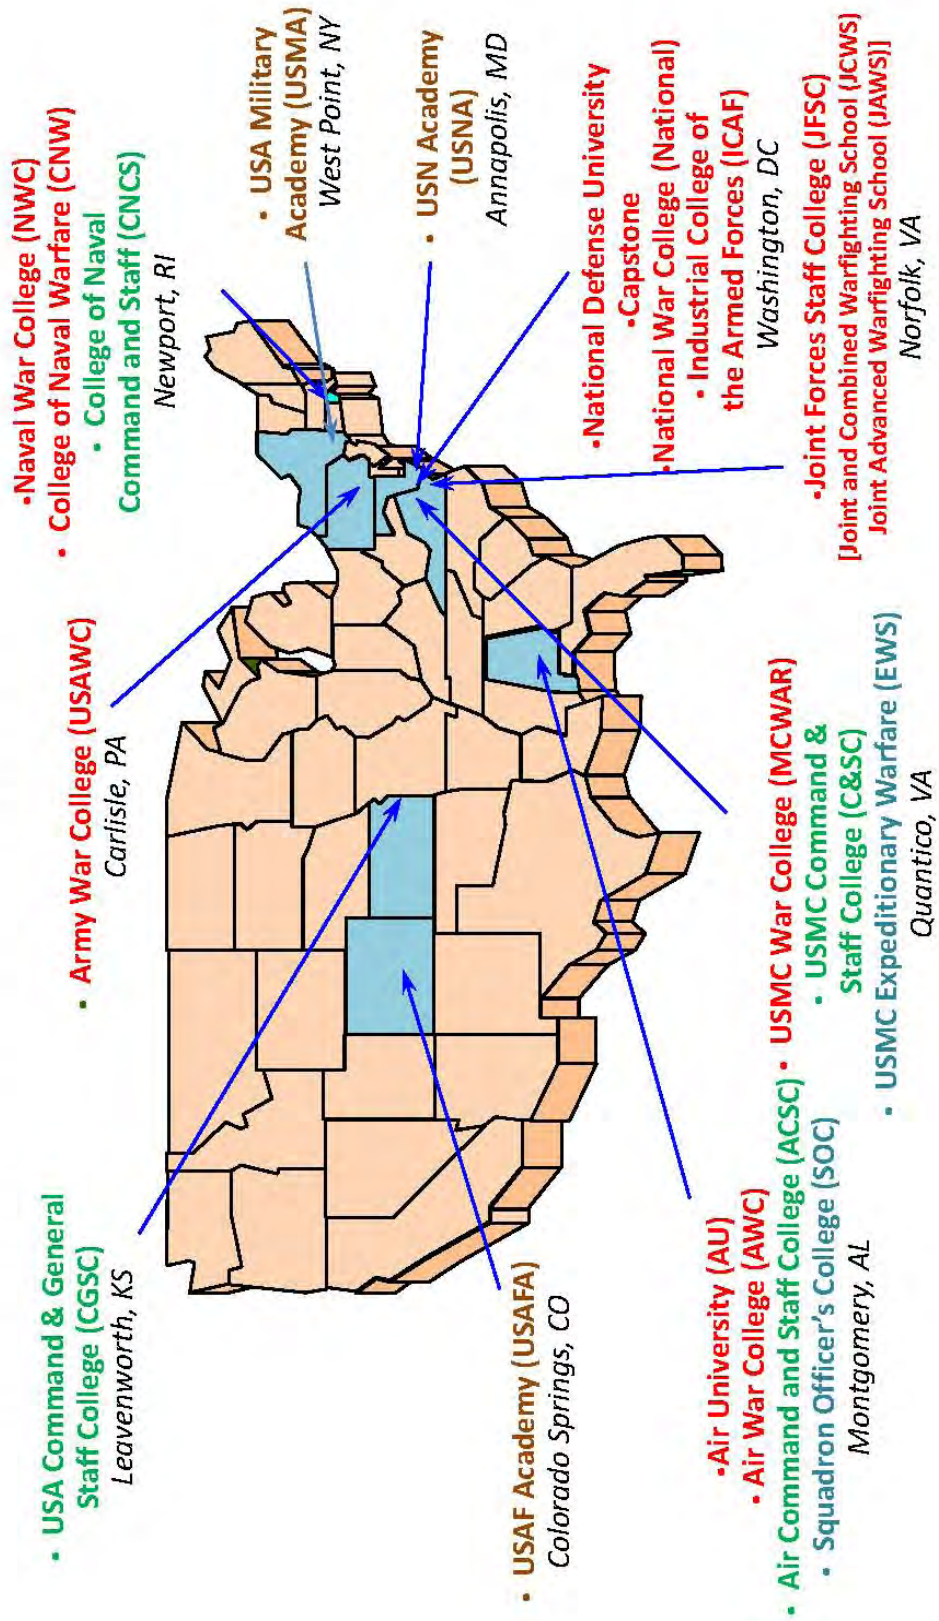 • USA Command & General
Staff College (CGSC)
Leavenworth, KS
• Army War College (USAWC)
Carlisle, PA
•Naval War College (NWC)
• College of Naval Warfare (CNW)
• College of Naval
Command and Staff (CNCS)
Newport, RI
• USA Military
Academy (USMA)
West Point, NY
• USN Academy
(USNA)
Annapolis, MD
•National Defense University
•Capstone
•National War College (National)
• Industrial College of
the Armed Forces (ICAF)
Washington, DC
•Joint Forces Staff College (JFSC)
[Joint and Combined Warfighting School (JCWS)
Joint Advanced Warfighting School (JAWS)]
Norfolk, VA
• USAF Academy (USAFA)
Colorado Springs, CO
•Air University (AU)
• Air War College (AWC)
• Air Command and Staff College (ACSC)
• Squadron Officer's College (SOC)
Montgomery, AL
• USMC War College (MCWAR)
• USMC Command &
Staff College (C&SC)
• USMC Expeditionary Warfare (EWS)
Quantico, VA